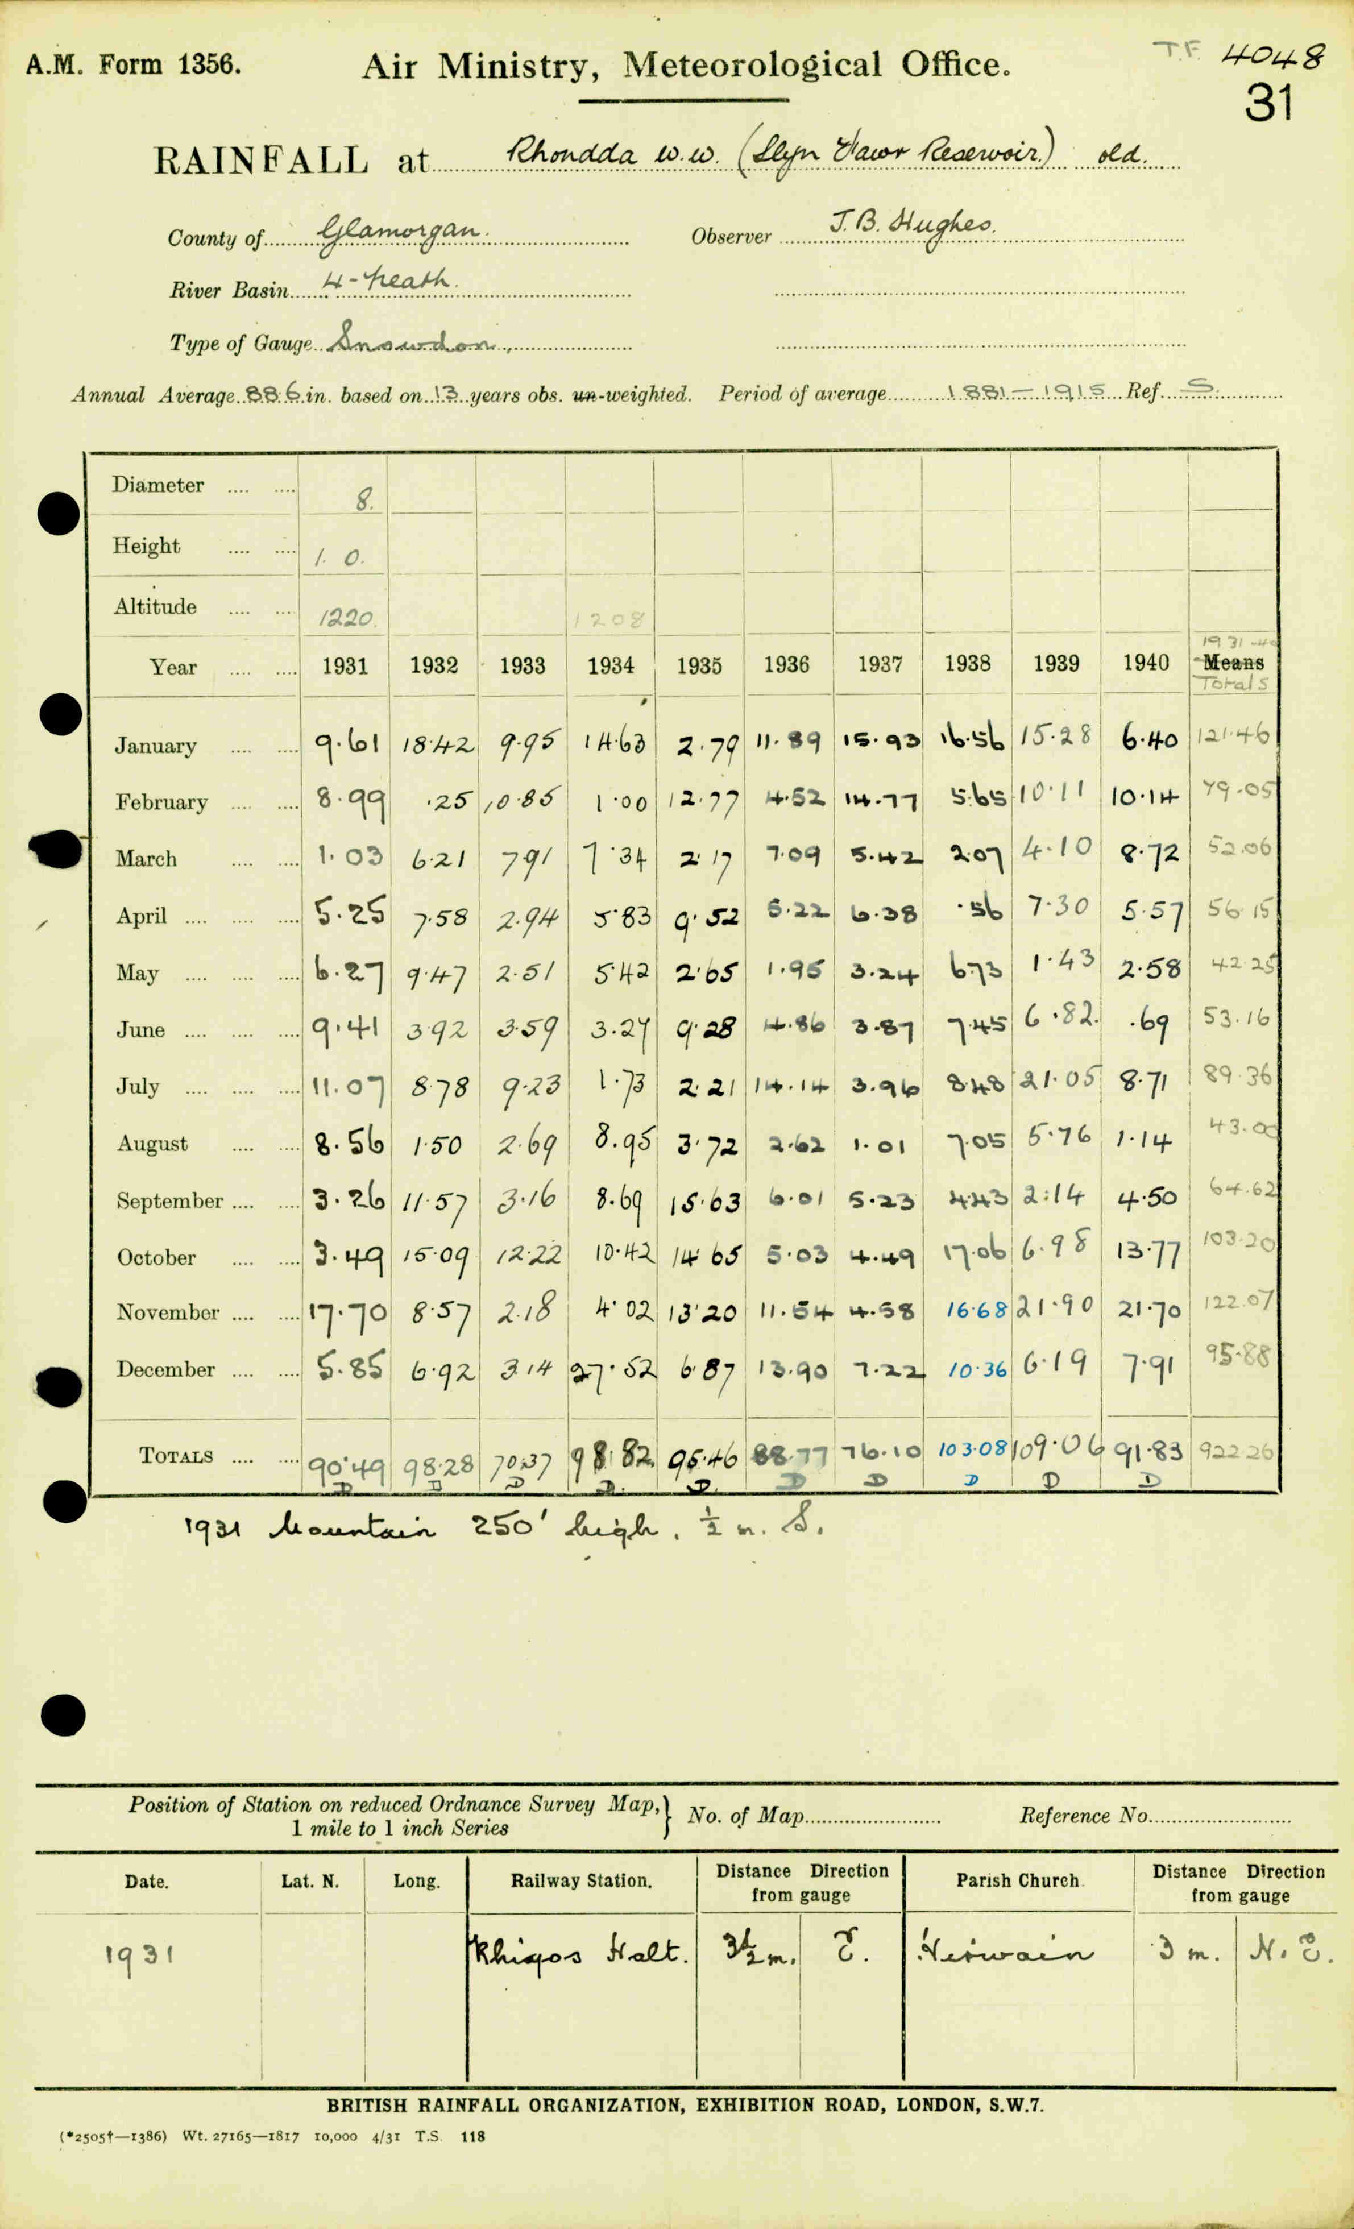 A.M. Form 1356. Air Ministry, Meteorological Office. T.F. 4048
31
RAINFALL at Rhondda W.W. (Llyn Fawr Reservoir.) old.
County of Glamorgan. Observer J.B. Hughes.
River Basin 4-Neath.
Type of Gauge Snowdon.
Annual Average 88.6 in. based on 13 years obs. un-weighted. Period of average 1881-1915 Ref. S.
Diameter .... .... 8.
Height .... .... 1. 0.
Altitude .... .... 1220. 1208
Year .... .... 1931 1932 1933 1934 1935 1936 1937 1938 1939 1940 1931-40 Means Totals
January .... .... 9.61 18.42 9.95 14.63 2.79 11.89 15.93 16.56 15.28 6.40 121.46
February .... .... 8.99 .25 10.85 1.00 12.77 4.52 14.77 5.65 10.11 10.14 79.05
March .... .... 1.03 6.21 7.91 7.34 2.17 7.09 5.42 2.07 4.10 8.72 52.06
April .... .... .... 5.25 7.58 2.94 5.83 9.52 5.22 6.38 .56 7.30 5.57 56.15
May .... .... .... 6.27 9.47 2.51 5.42 2.65 1.95 3.24 6.73 1.43 2.58 42.25
June .... .... .... 9.41 3.92 3.59 3.27 9.28 4.86 3.87 7.45 6.82. .69 53.16
July .... .... .... 11.07 8.78 9.23 1.73 2.21 14.14 3.96 8.48 21.05 8.71 89.36
August .... .... 8.56 1.50 2.69 8.95 3.72 2.62 1.01 7.05 5.76 1.14 43.00
September .... .... 3.26 11.57 3.16 8.69 15.63 6.01 5.23 4.43 2.14 4.50 64.62
October .... .... 3.49 15.09 12.22 10.42 14.65 5.03 4.49 17.06 6.98 13.77 103.20
November .... .... 17.70 8.57 2.18 4.02 13.20 11.54 4.58 16.68 21.90 21.70 122.07
December .... .... 5.85 6.92 3.14 27.52 6.87 13.90 7.22 10.36 6.19 7.91 95.88
TOTALS .... .... 90.49 98.28 70.37 98.82 95.46 88.77 76.10 103.08 109.06 91.83 922.26
D D D D. D. D D D D D
1931 Mountain 250' high. ½ m. S.
Position of Station on reduced Ordnance Survey Map,} No. of Map Reference No.
1 mile to 1 inch Series
Date. Lat. N. Long. Railway Station. Distance Direction from gauge Parish Church. Distance Direction from gauge
1931 Rhigos Halt. 3½ m. E. Hirwain 3 m. N. E.
BRITISH RAINFALL ORGANIZATION, EXHIBITION ROAD, LONDON, S.W.7.
(*2505†—1386) Wt. 27165—1817 10,000 4/31 T.S. 118